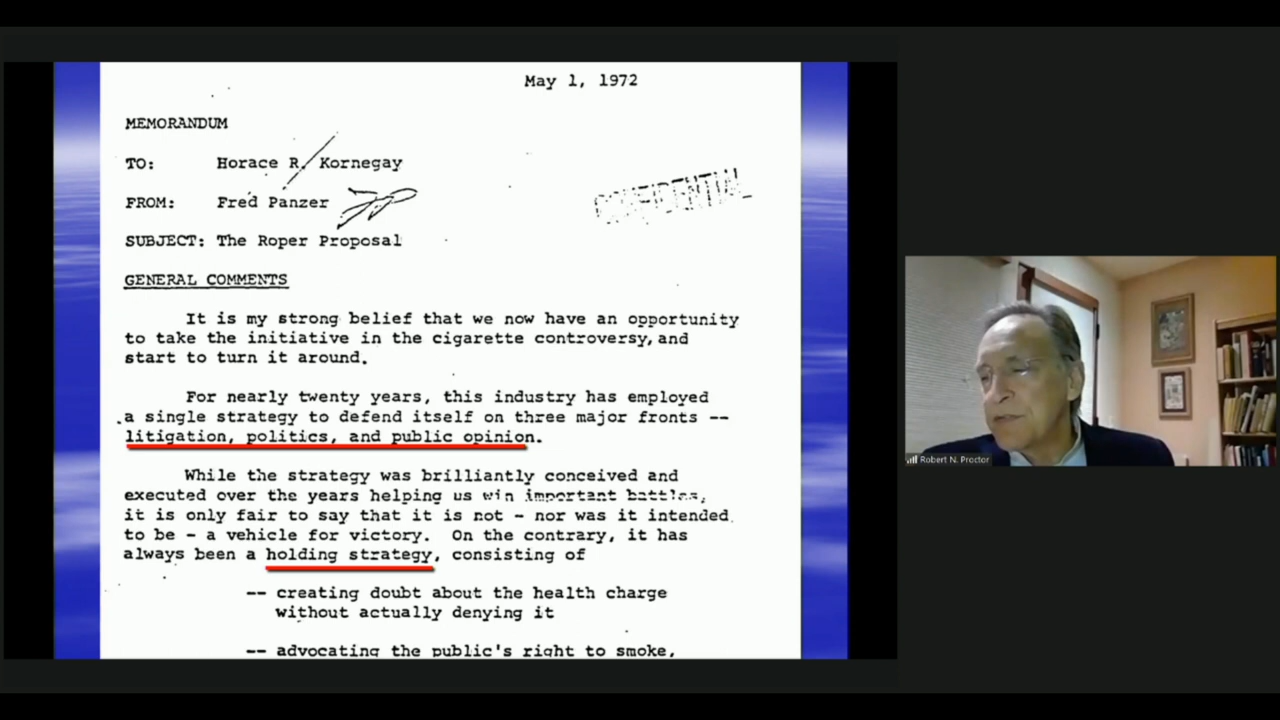 May 1, 1972
MEMORANDUM
TO: Horace R. Kornegay
FROM: Fred Panzer
CONFIDENTIAL
SUBJECT: The Roper Proposal
GENERAL COMMENTS
It is my strong belief that we now have an opportunity
to take the initiative in the cigarette controversy, and
start to turn it around.
For nearly twenty years, this industry has employed
a single strategy to defend itself on three major fronts --
litigation, politics, and public opinion.
While the strategy was brilliantly conceived and
executed over the years helping us win important battles,
it is only fair to say that it is not - nor was it intended
to be - a vehicle for victory. On the contrary, it has
always been a holding strategy, consisting of
-- creating doubt about the health charge
without actually denying it
-- advocating the public's right to smoke,
Robert N. Proctor